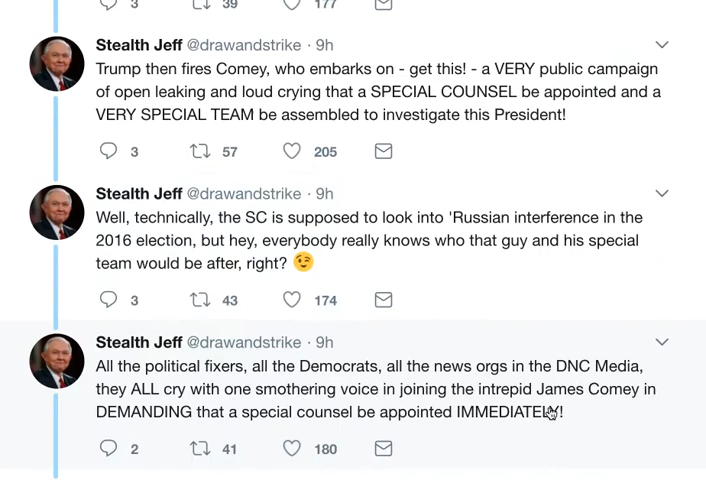 3 39 177
Stealth Jeff @drawandstrike · 9h
Trump then fires Comey, who embarks on - get this! - a VERY public campaign
of open leaking and loud crying that a SPECIAL COUNSEL be appointed and a
VERY SPECIAL TEAM be assembled to investigate this President!
3 57 205
Stealth Jeff @drawandstrike · 9h
Well, technically, the SC is supposed to look into 'Russian interference in the
2016 election, but hey, everybody really knows who that guy and his special
team would be after, right? 😉
3 43 174
Stealth Jeff @drawandstrike · 9h
All the political fixers, all the Democrats, all the news orgs in the DNC Media,
they ALL cry with one smothering voice in joining the intrepid James Comey in
DEMANDING that a special counsel be appointed IMMEDIATELY!
2 41 180